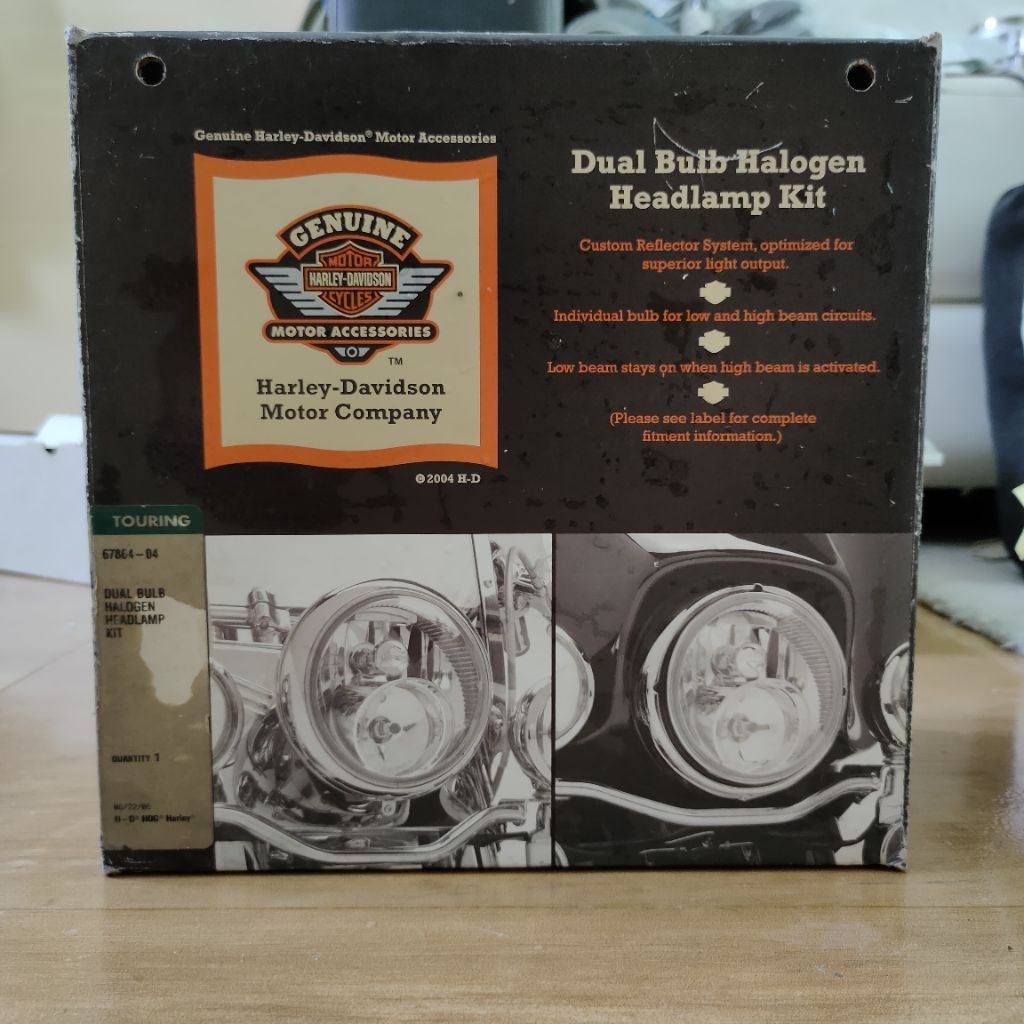 Genuine Harley-Davidson® Motor Accessories
GENUINE
MOTOR
HARLEY-DAVIDSON
CYCLES
MOTOR ACCESSORIES
TM
Harley-Davidson
Motor Company
©2004 H-D
Dual Bulb Halogen
Headlamp Kit
Custom Reflector System, optimized for
superior light output.
Individual bulb for low and high beam circuits.
Low beam stays on when high beam is activated.
(Please see label for complete
fitment information.)
TOURING
67864-04
DUAL BULB
HALOGEN
HEADLAMP
KIT
QUANTITY 1
H-D® HOG® Harley®